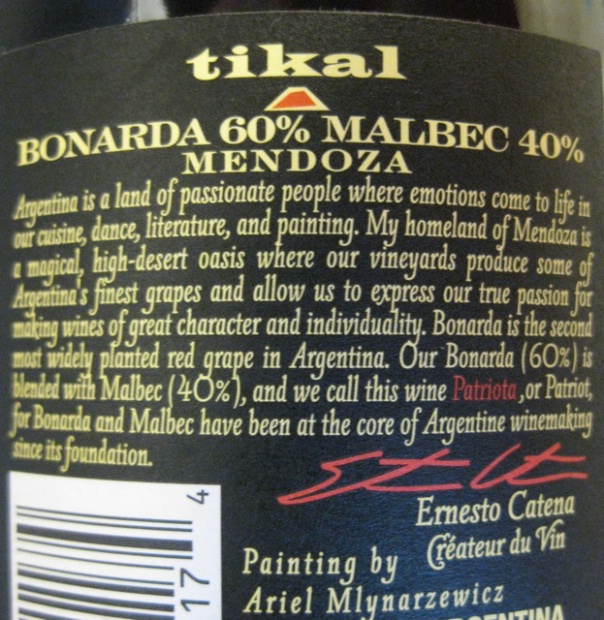 tikal
BONARDA 60% MALBEC 40%
MENDOZA
Argentina is a land of passionate people where emotions come to life in
our cuisine, dance, literature, and painting. My homeland of Mendoza is
a magical, high-desert oasis where our vineyards produce some of
Argentina's finest grapes and allow us to express our true passion for
making wines of great character and individuality. Bonarda is the second
most widely planted red grape in Argentina. Our Bonarda (60%) is
blended with Malbec (40%), and we call this wine Patriota ,or Patriot,
for Bonarda and Malbec have been at the core of Argentine winemaking
since its foundation.
Ernesto Catena
Créateur du Vin
Painting by
Ariel Mlynarzewicz
ARGENTINA
17 4